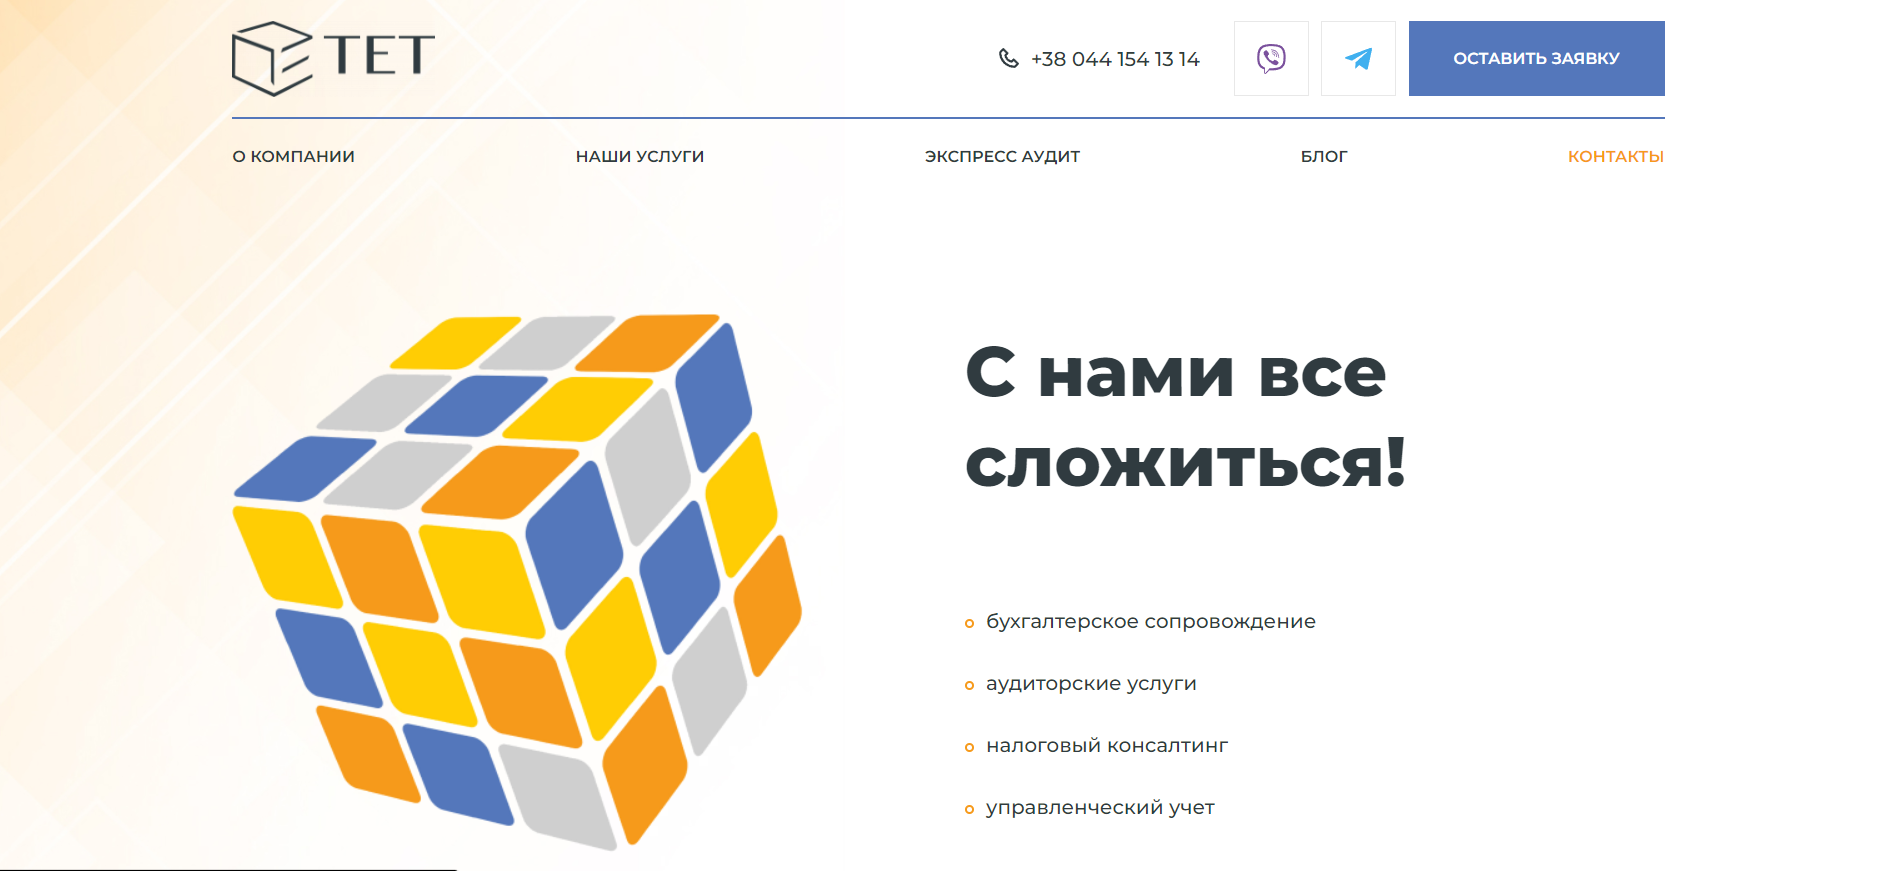 ТЕТ
+38 044 154 13 14
ОСТАВИТЬ ЗАЯВКУ
О КОМПАНИИ
НАШИ УСЛУГИ
ЭКСПРЕСС АУДИТ
БЛОГ
КОНТАКТЫ
С нами все
сложиться!
бухгалтерское сопровождение
аудиторские услуги
налоговый консалтинг
управленческий учет